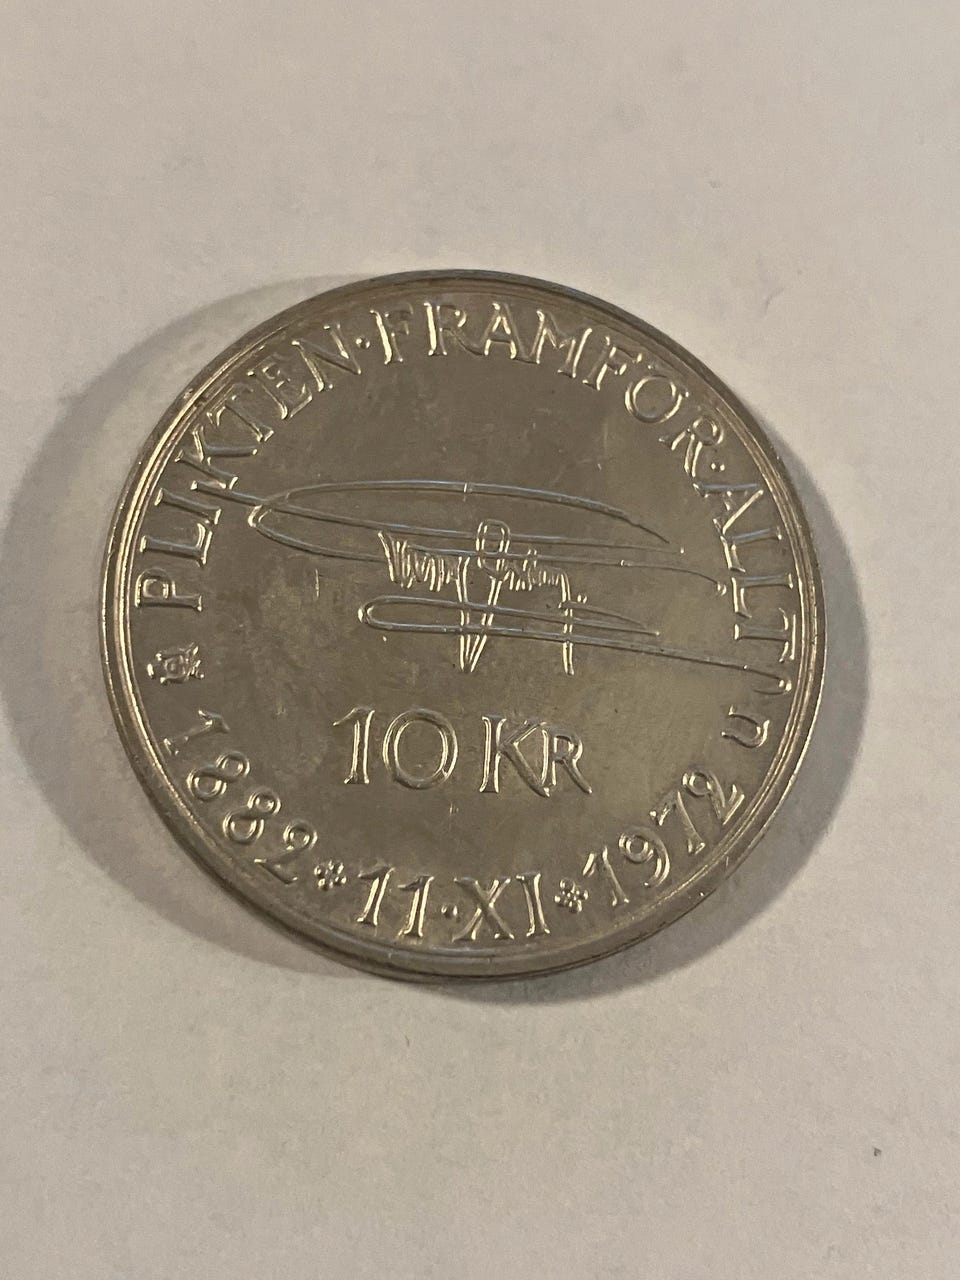 PLIKTEN·FRAMFÖR·ALLT
U
10 KR
1882 * 11·XI * 1972